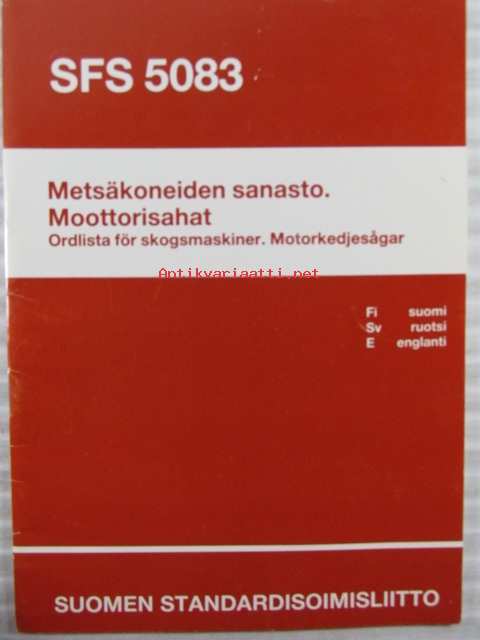 SFS 5083
Metsäkoneiden sanasto.
Moottorisahat
Ordlista för skogsmaskiner. Motorkedjesågar
Antikvariaatti.net
Fi suomi
Sv ruotsi
E englanti
SUOMEN STANDARDISOIMISLIITTO